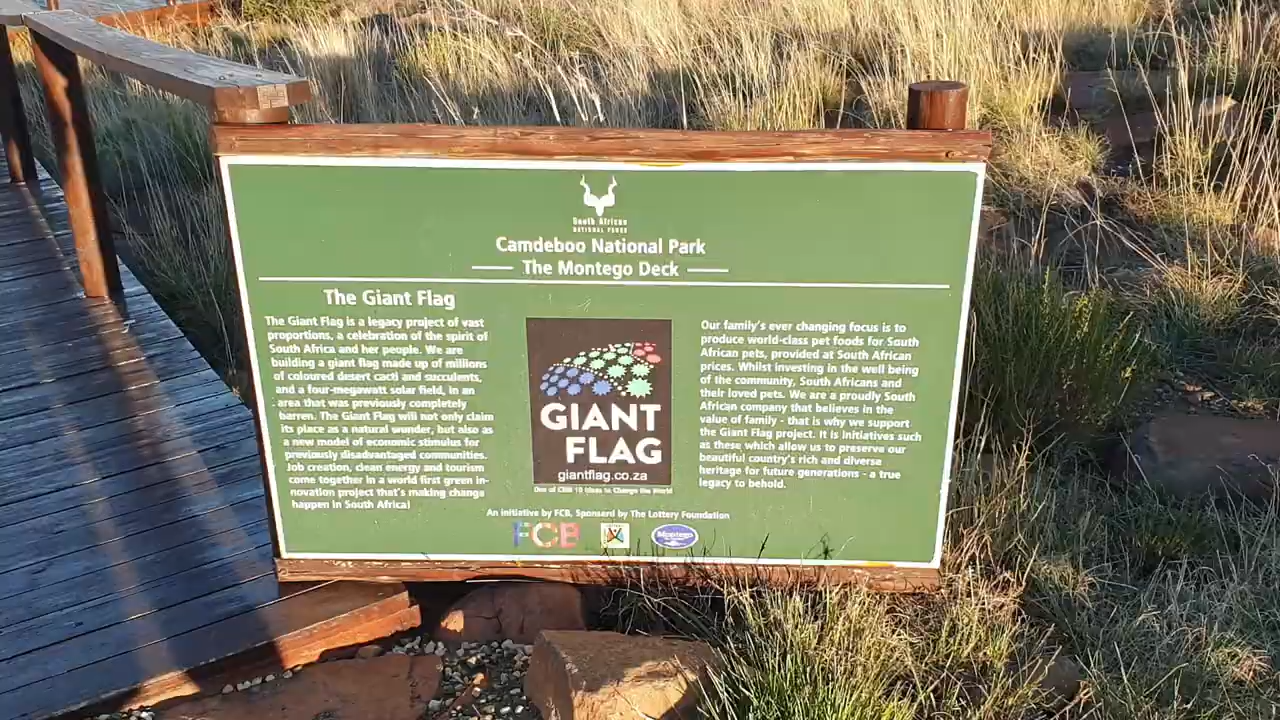 South African
NATIONAL PARKS
Camdeboo National Park
The Montego Deck
The Giant Flag
The Giant Flag is a legacy project of vast
proportions, a celebration of the spirit of
South Africa and her people. We are
building a giant flag made up of millions
of coloured desert cacti and succulents,
and a four-megawatt solar field, in an
area that was previously completely
barren. The Giant Flag will not only claim
its place as a natural wonder, but also as
a new model of economic stimulus for
previously disadvantaged communities.
Job creation, clean energy and tourism
come together in a world first green in-
novation project that's making change
happen in South Africa!
GIANT
FLAG
giantflag.co.za
One of CNN 10 Ideas to Change the World
Our family's ever changing focus is to
produce world-class pet foods for South
African pets, provided at South African
prices. Whilst investing in the well being
of the community, South Africans and
their loved pets. We are a proudly South
African company that believes in the
value of family - that is why we support
the Giant Flag project. It is initiatives such
as these which allow us to preserve our
beautiful country's rich and diverse
heritage for future generations - a true
legacy to behold.
An initiative by FCB, Sponserd by The Lottery Foundation
FCB
Montego